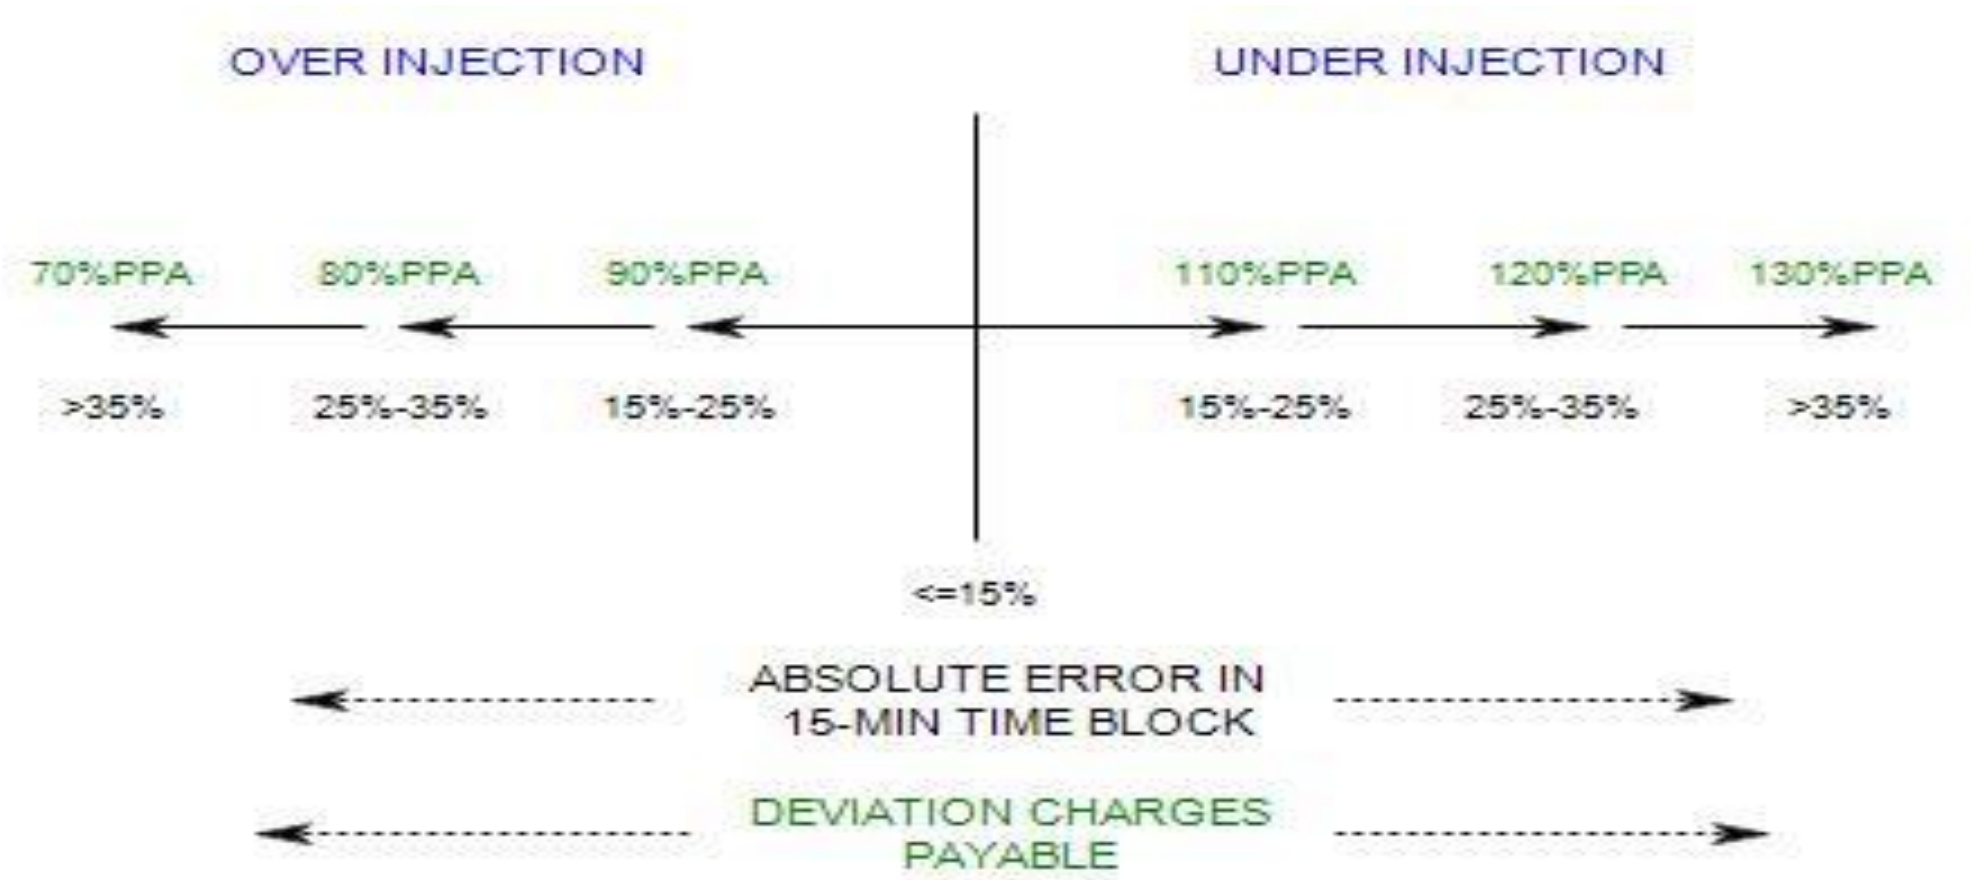 OVER INJECTION
UNDER INJECTION
70%PPA
80%PPA
90%PPA
110%PPA
120%PPA
130%PPA
>35%
25%-35%
15%-25%
15%-25%
25%-35%
>35%
<=15%
ABSOLUTE ERROR IN
15-MIN TIME BLOCK
DEVIATION CHARGES
PAYABLE